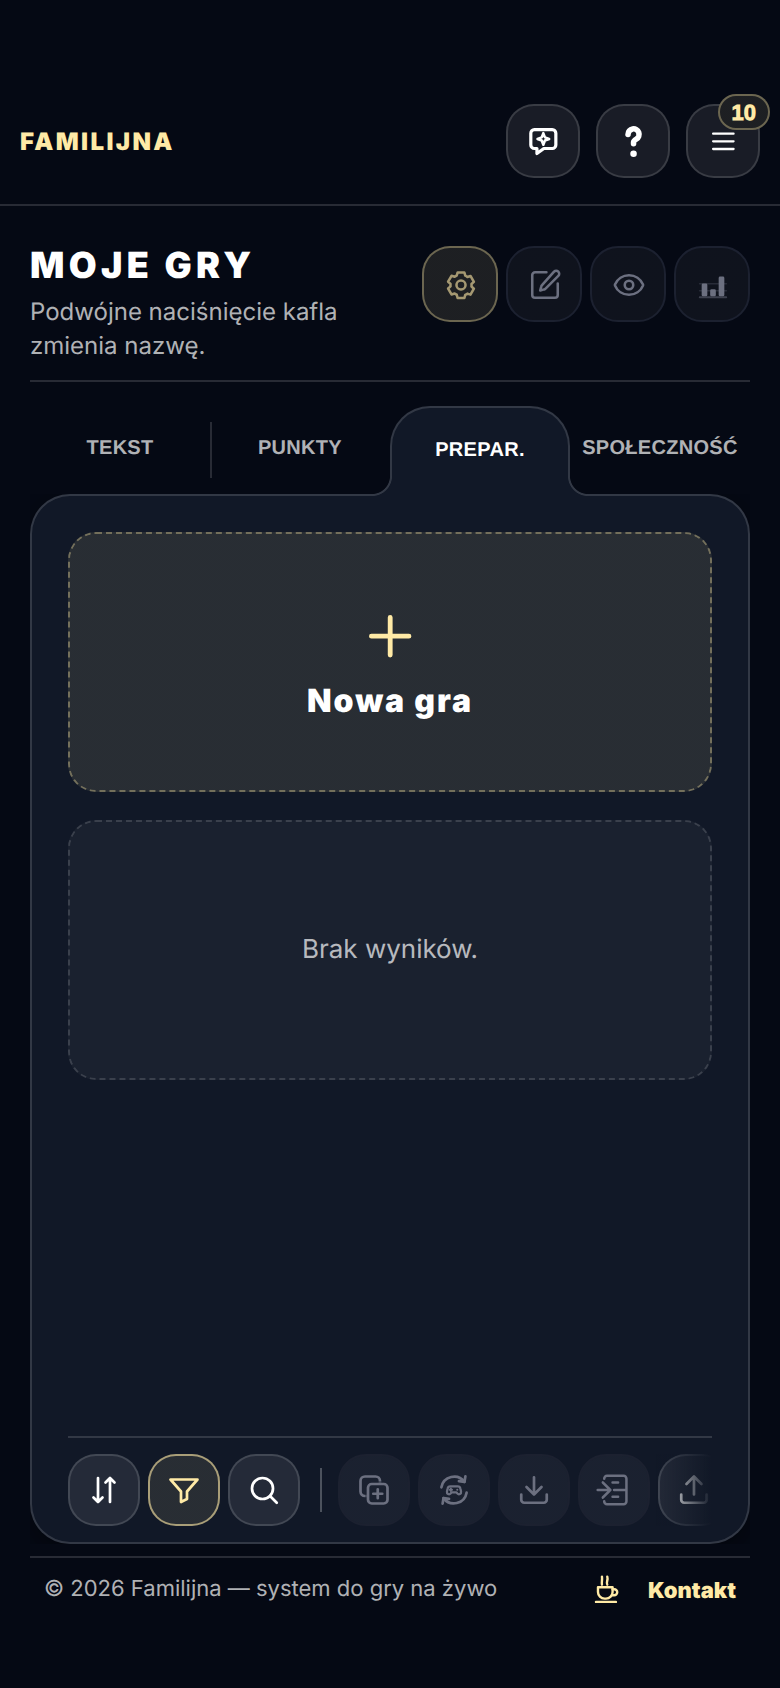 FAMILIJNA
10
MOJE GRY
Podwójne naciśnięcie kafla
zmienia nazwę.
TEKST
PUNKTY
PREPAR.
SPOŁECZNOŚĆ
Nowa gra
Brak wyników.
© 2026 Familijna — system do gry na żywo
Kontakt